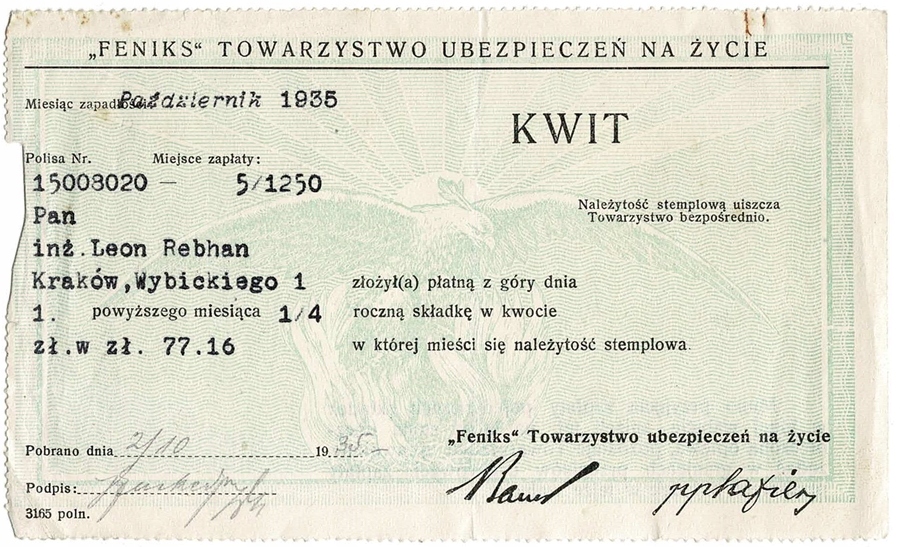 „FENIKS“ TOWARZYSTWO UBEZPIECZEŃ NA ŻYCIE
Miesiąc zapadłości: Październik 1935
KWIT
Polisa Nr. Miejsce zapłaty:
15008020 — 5/1250
Należytość stemplową uiszcza
Towarzystwo bezpośrednio.
Pan
inż.Leon Rebhan
Kraków,Wybickiego 1 złożył(a) płatną z góry dnia
1. powyższego miesiąca 1/4 roczną składkę w kwocie
zł.w zł. 77.16 w której mieści się należytość stemplowa.
„Feniks“ Towarzystwo ubezpieczeń na życie
Pobrano dnia 2/10 19 35.-
Podpis:
3165 poln.